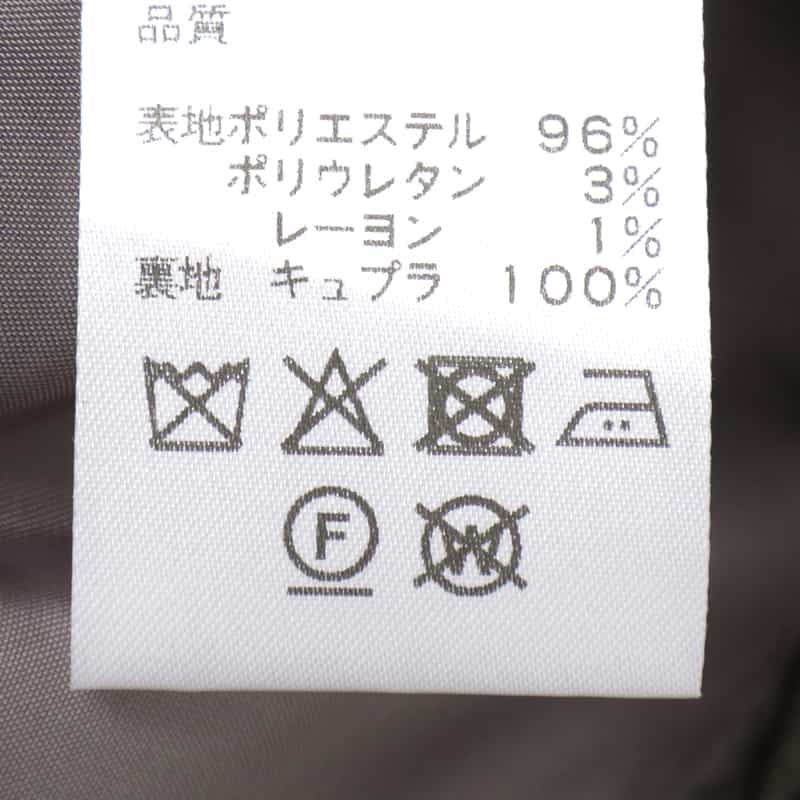 品質
表地ポリエステル 96%
ポリウレタン 3%
レーヨン 1%
裏地 キュプラ 100%
F
W